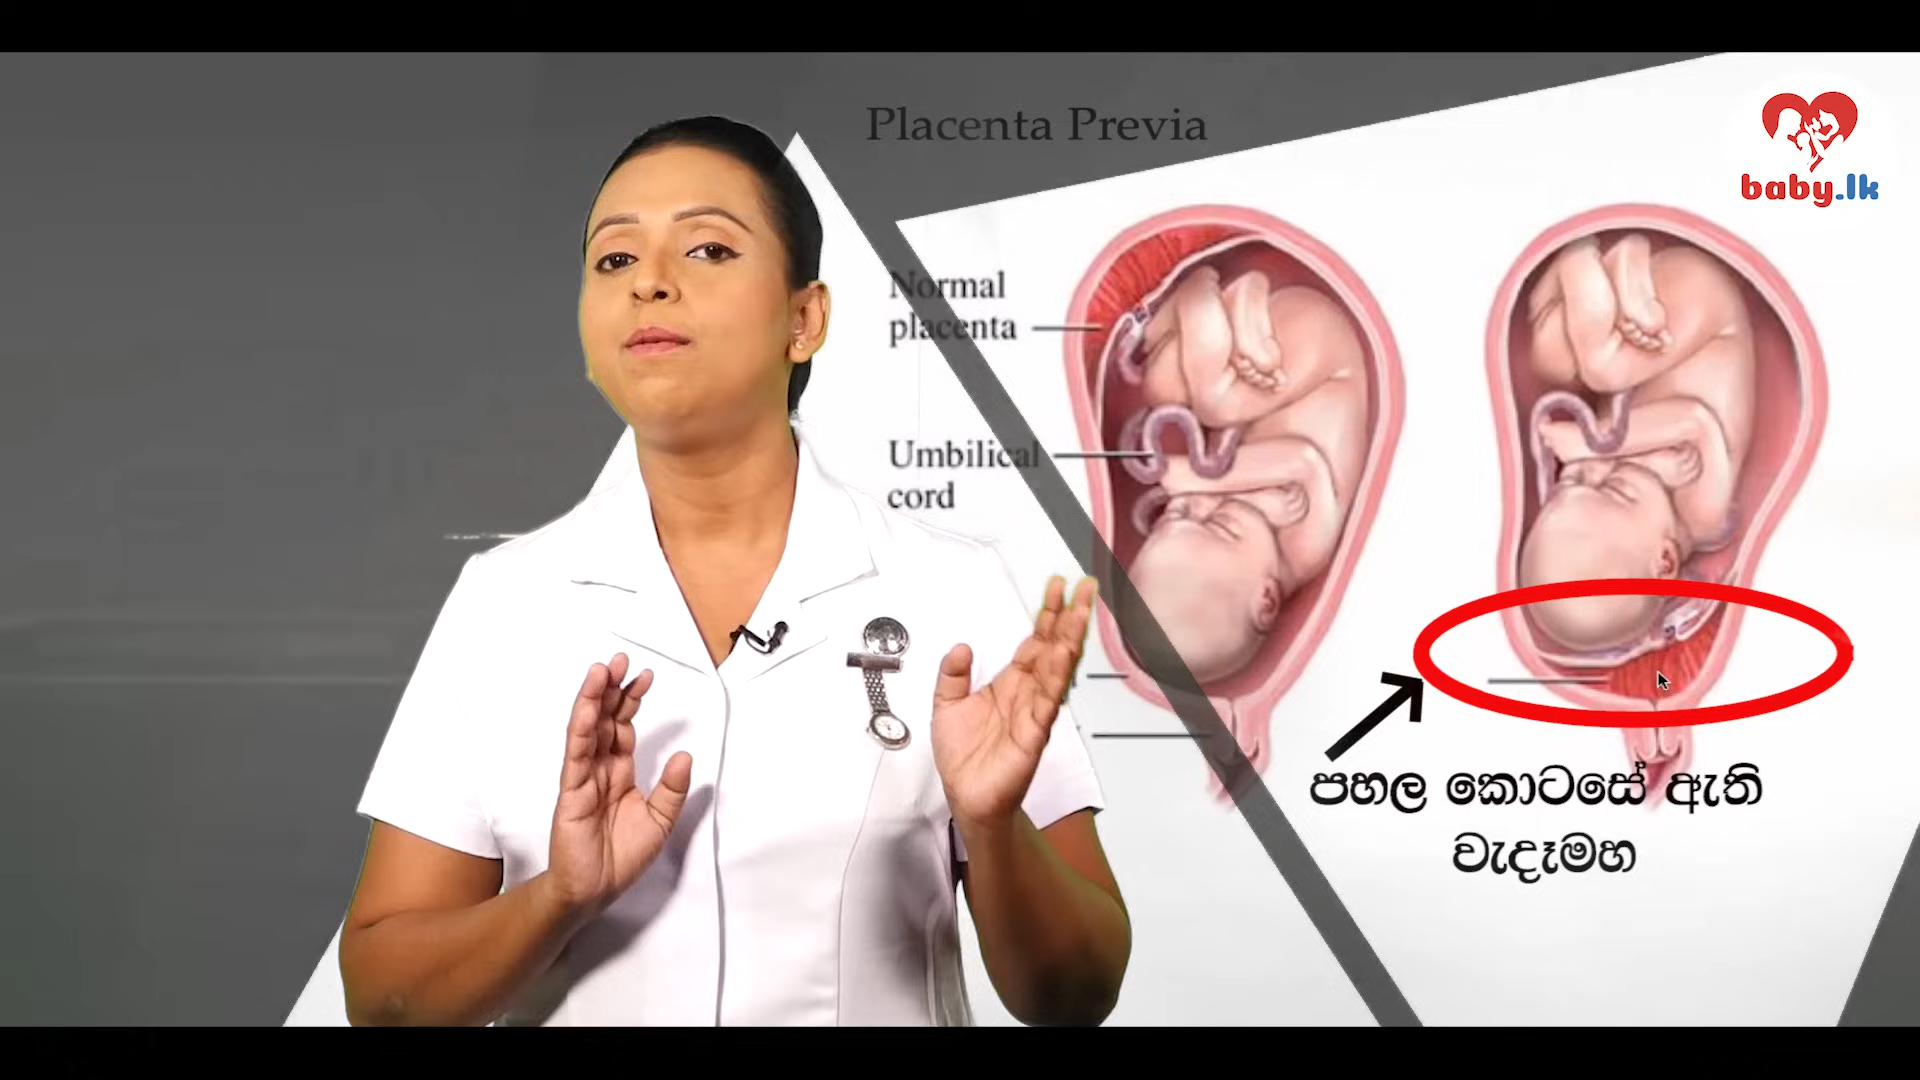 Placenta Previa
baby.lk
Normal
placenta
Umbilical
cord
පහල කොටසේ ඇති
වැදෑමහ